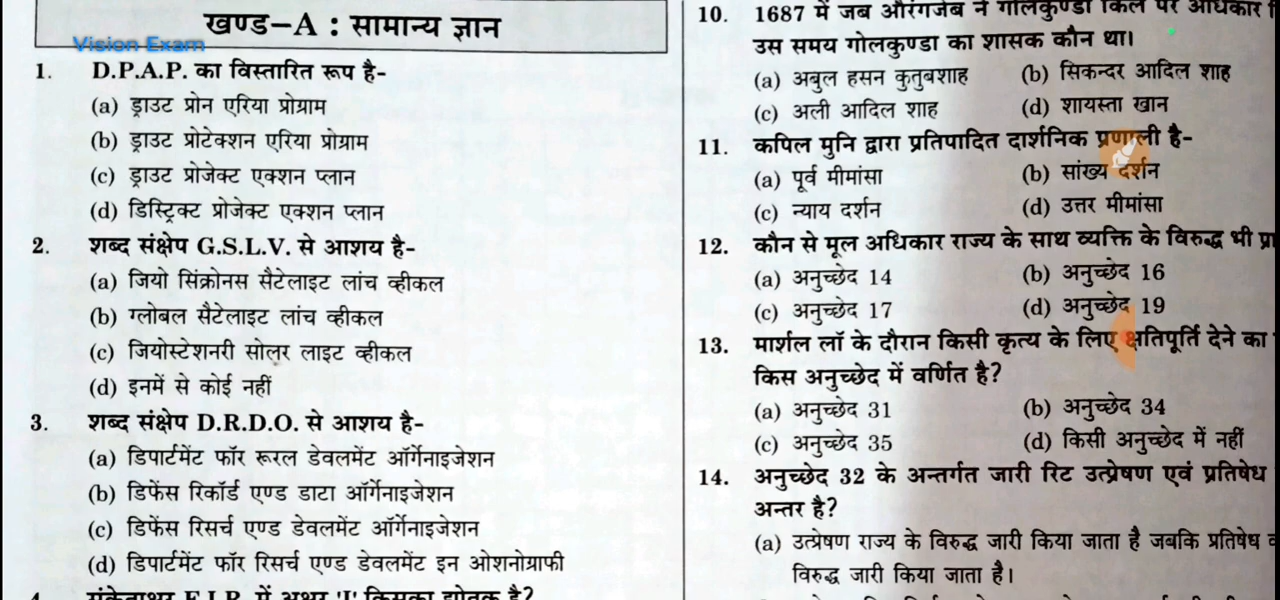 खण्ड-A : सामान्य ज्ञान
Vision Exam
1. D.P.A.P. का विस्तारित रूप है-
(a) ड्राउट प्रोन एरिया प्रोग्राम
(b) ड्राउट प्रोटेक्शन एरिया प्रोग्राम
(c) ड्राउट प्रोजेक्ट एक्शन प्लान
(d) डिस्ट्रिक्ट प्रोजेक्ट एक्शन प्लान
2. शब्द संक्षेप G.S.L.V. से आशय है-
(a) जियो सिंक्रोनस सैटेलाइट लांच व्हीकल
(b) ग्लोबल सैटेलाइट लांच व्हीकल
(c) जियोस्टेशनरी सोलर लाइट व्हीकल
(d) इनमें से कोई नहीं
3. शब्द संक्षेप D.R.D.O. से आशय है-
(a) डिपार्टमेंट फॉर रूरल डेवलमेंट ऑर्गेनाइजेशन
(b) डिफेंस रिकॉर्ड एण्ड डाटा ऑर्गेनाइजेशन
(c) डिफेंस रिसर्च एण्ड डेवलमेंट ऑर्गेनाइजेशन
(d) डिपार्टमेंट फॉर रिसर्च एण्ड डेवलमेंट इन ओशनोग्राफी
4. संकेताक्षर F.I.R. में अक्षर 'I' किसका द्योतक है?
10. 1687 में जब औरंगजेब ने गोलकुण्डा किले पर अधिकार
उस समय गोलकुण्डा का शासक कौन था।
(a) अबुल हसन कुतुबशाह (b) सिकन्दर आदिल शाह
(c) अली आदिल शाह (d) शायस्ता खान
11. कपिल मुनि द्वारा प्रतिपादित दार्शनिक प्रणाली है-
(a) पूर्व मीमांसा (b) सांख्य दर्शन
(c) न्याय दर्शन (d) उत्तर मीमांसा
12. कौन से मूल अधिकार राज्य के साथ व्यक्ति के विरुद्ध भी
(a) अनुच्छेद 14 (b) अनुच्छेद 16
(c) अनुच्छेद 17 (d) अनुच्छेद 19
13. मार्शल लॉ के दौरान किसी कृत्य के लिए क्षतिपूर्ति देने का
किस अनुच्छेद में वर्णित है?
(a) अनुच्छेद 31 (b) अनुच्छेद 34
(c) अनुच्छेद 35 (d) किसी अनुच्छेद में नहीं
14. अनुच्छेद 32 के अन्तर्गत जारी रिट उत्प्रेषण एवं प्रतिषेध
अन्तर है?
(a) उत्प्रेषण राज्य के विरुद्ध जारी किया जाता है जबकि प्रतिषेध
विरुद्ध जारी किया जाता है।